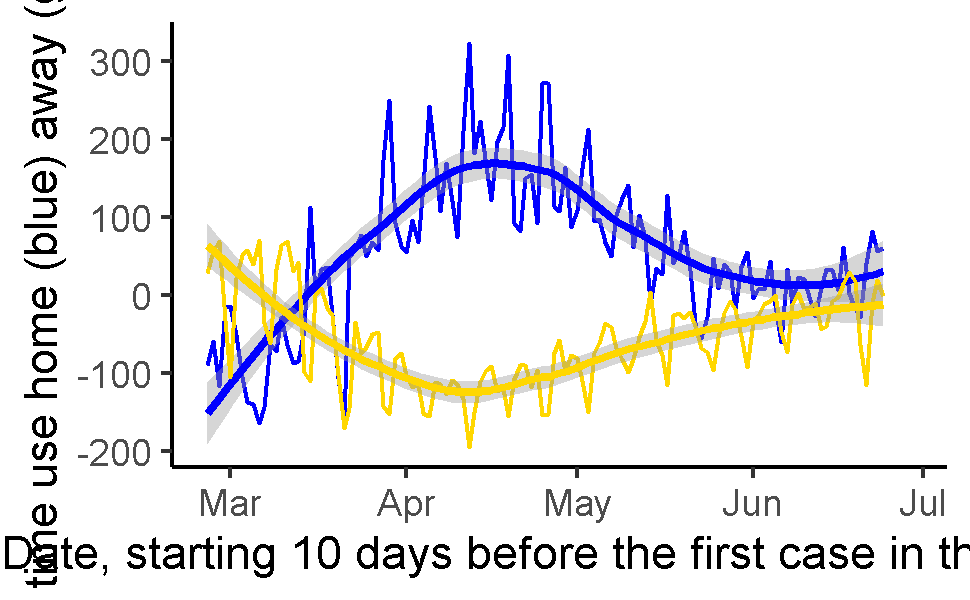 time use home (blue) away (
300
200
100
0
-100
-200
Mar Apr May Jun Jul
Date, starting 10 days before the first case in th